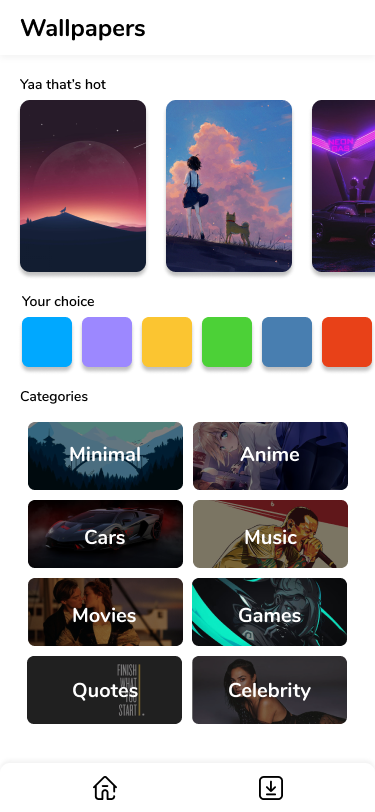 Wallpapers
Yaa that's hot
Your choice
Categories
Minimal
Anime
Cars
Music
Movies
Games
FINISH
WHAT
YOU
START.
Quotes
Celebrity